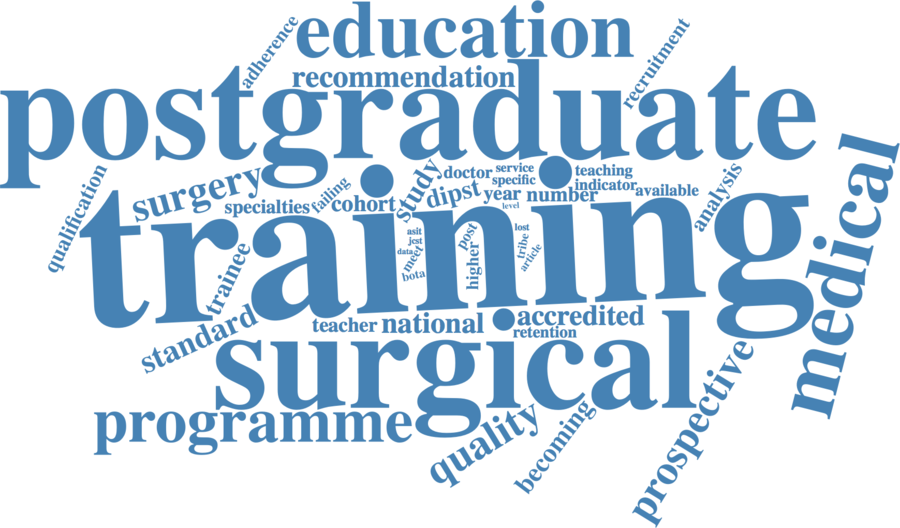 education
adherence
recommendation
recruitment
postgraduate
surgery
specialties
failing
cohort
study
doctor
service
specific
teaching
dipst
year
number
indicator
available
level
analysis
qualification
training
asit
jcst
data
meet
bota
post
higher
lost
tribe
article
medical
trainee
standard
teacher
national
accredited
retention
surgical
programme
quality
becoming
prospective